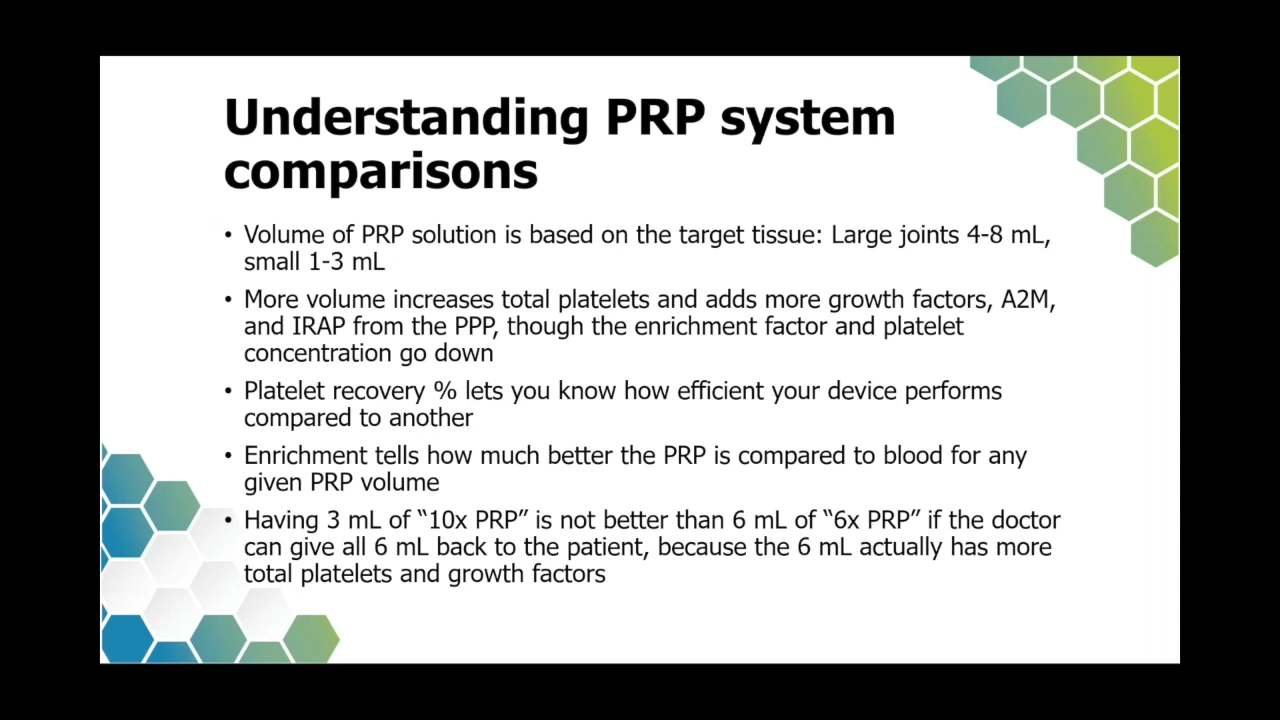 Understanding PRP system
comparisons
• Volume of PRP solution is based on the target tissue: Large joints 4-8 mL,
small 1-3 mL
• More volume increases total platelets and adds more growth factors, A2M,
and IRAP from the PPP, though the enrichment factor and platelet
concentration go down
• Platelet recovery % lets you know how efficient your device performs
compared to another
• Enrichment tells how much better the PRP is compared to blood for any
given PRP volume
• Having 3 mL of “10x PRP” is not better than 6 mL of “6x PRP” if the doctor
can give all 6 mL back to the patient, because the 6 mL actually has more
total platelets and growth factors